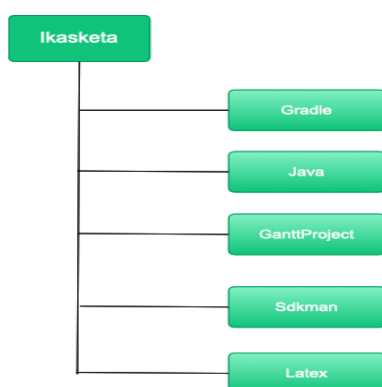 Ikasketa
Gradle
Java
GanttProject
Sdkman
Latex